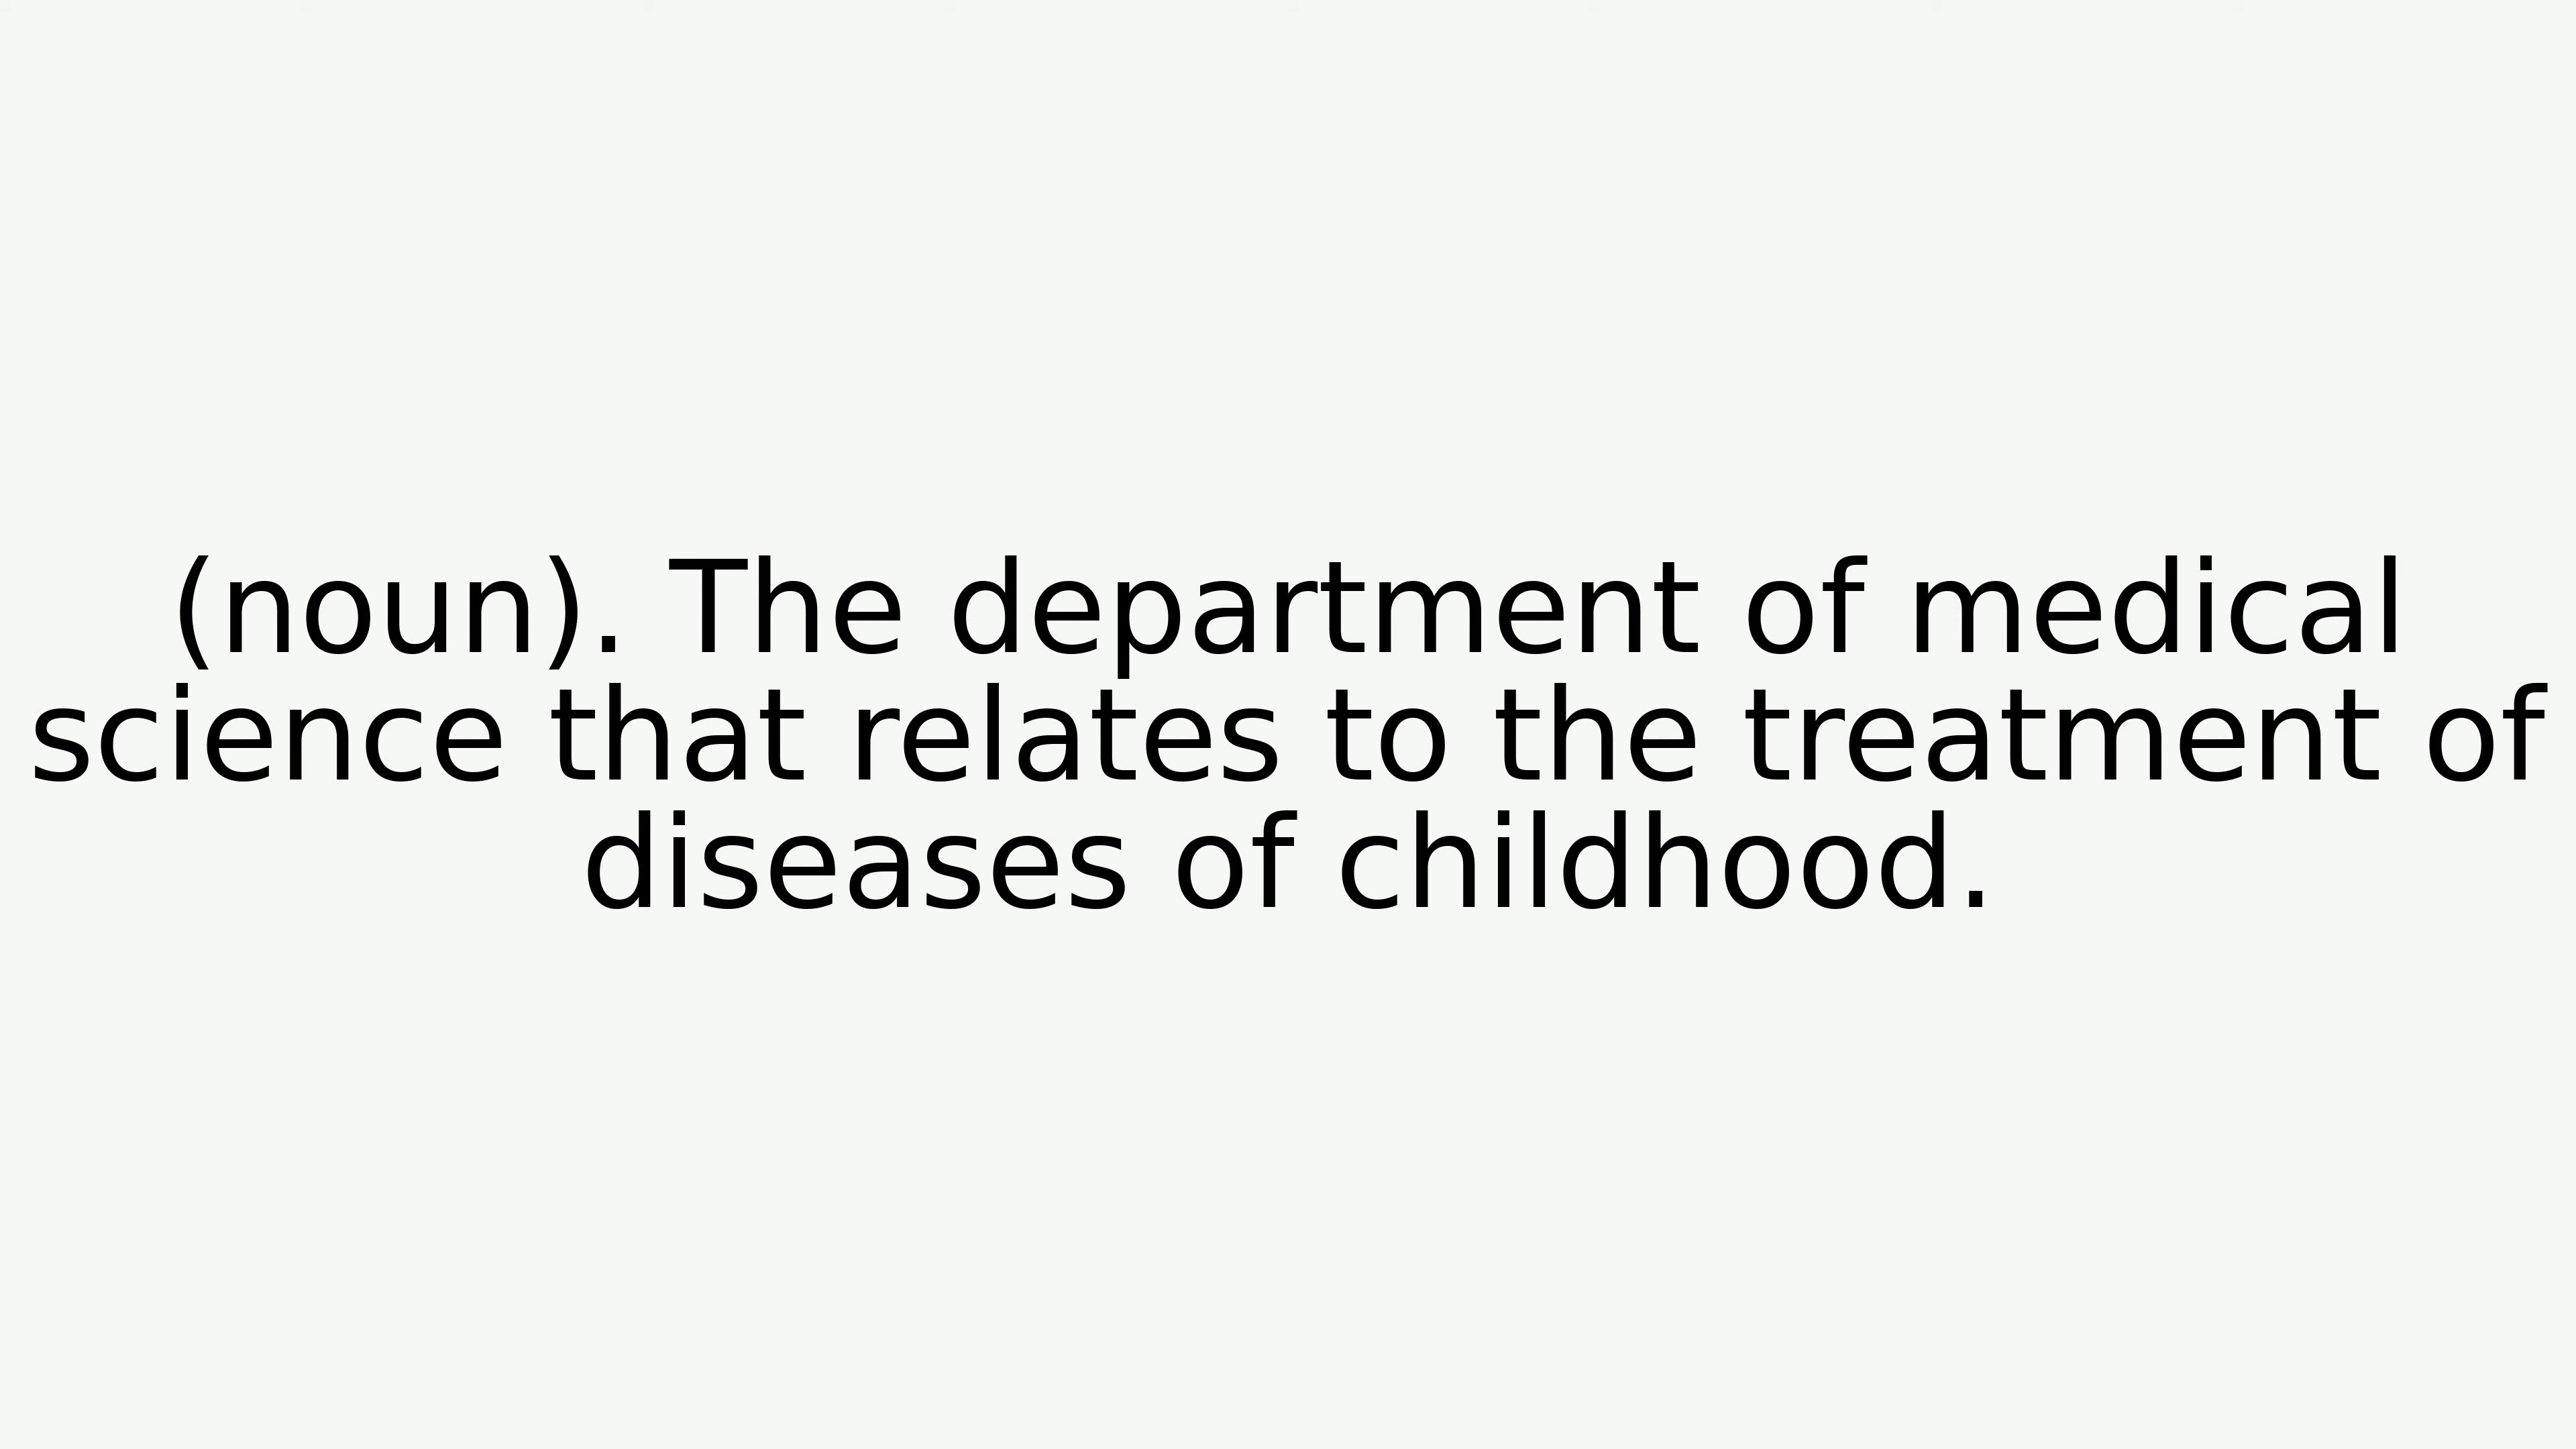 (noun). The department of medical
science that relates to the treatment of
diseases of childhood.